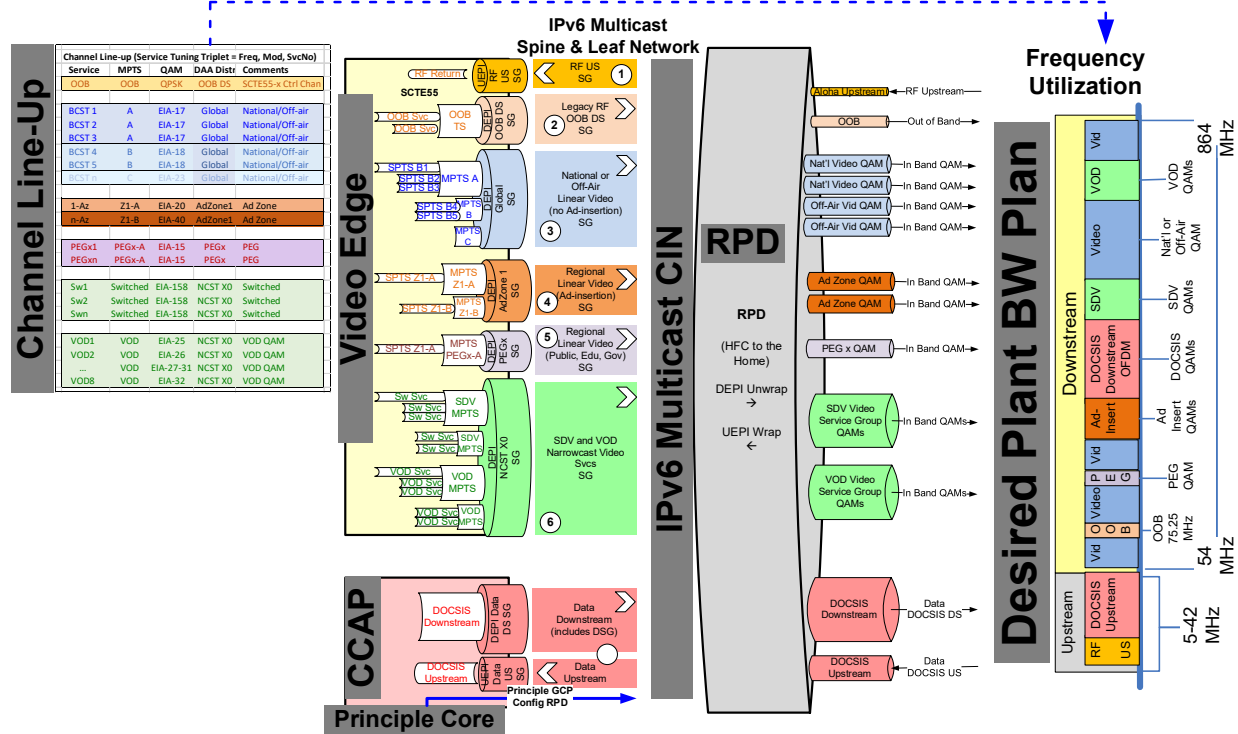 IPv6 Multicast
Spine & Leaf Network
Channel Line-Up
Channel Line-up (Service Tuning Triplet = Freq, Mod, SvcNo)
Service MPTS QAM DAA Distr Comments
OOB OOB QPSK OOB DS SCTE55-x Ctrl Chan
BCST 1 A EIA-17 Global National/Off-air
BCST 2 A EIA-17 Global National/Off-air
BCST 3 A EIA-17 Global National/Off-air
BCST 4 B EIA-18 Global National/Off-air
BCST 5 B EIA-18 Global National/Off-air
BCST n C EIA-23 Global National/Off-air
1-Az Z1-A EIA-20 AdZone1 Ad Zone
n-Az Z1-B EIA-40 AdZone1 Ad Zone
PEGx1 PEGx-A EIA-15 PEGx PEG
PEGxn PEGx-A EIA-15 PEGx PEG
Sw1 Switched EIA-158 NCST X0 Switched
Sw2 Switched EIA-158 NCST X0 Switched
Swn Switched EIA-158 NCST X0 Switched
VOD1 VOD EIA-25 NCST X0 VOD QAM
VOD2 VOD EIA-26 NCST X0 VOD QAM
... VOD EIA-27-31 NCST X0 VOD QAM
VOD8 VOD EIA-32 NCST X0 VOD QAM
Video Edge
RF Return
SCTE55
UEPI
RF
US
SG
RF US
SG
1
OOB Svc
OOB Svc
OOB
TS
DEPI
OOB DS
SG
Legacy RF
OOB DS
SG
2
SPTS B1
SPTS B2
SPTS B3
MPTS A
SPTS B4
SPTS B5
MPTS
B
MPTS
C
DEPI
Global
SG
National or
Off-Air
Linear Video
(no Ad-insertion)
SG
3
SPTS Z1-A
MPTS
Z1-A
SPTS Z1-B
MPTS
Z1-B
DEPI
AdZone 1
SG
Regional
Linear Video
(Ad-insertion)
SG
4
SPTS Z1-A
MPTS
PEGx-A
DEPI
PEGx
SG
5
Regional
Linear Video
(Public, Edu, Gov)
SG
Sw Svc
Sw Svc
Sw Svc
SDV
MPTS
Sw Svc
Sw Svc
SDV
MPTS
VOD Svc
VOD Svc
VOD Svc
VOD
MPTS
VOD Svc
VOD Svc
VOD
MPTS
DEPI
NCST X0
SG
SDV and VOD
Narrowcast Video
Svcs
SG
6
CCAP
DOCSIS
Downstream
DEPI Data
DS SG
Data
Downstream
(includes DSG)
DOCSIS
Upstream
UEPI
Data
US
SG
Data
Upstream
Principle GCP
Config RPD
Principle Core
IPv6 Multicast CIN
RPD
RPD
(HFC to the
Home)
DEPI Unwrap
→
UEPI Wrap
→
Aloha Upstream
RF Upstream
OOB
Out of Band
Nat'l Video QAM
In Band QAM
Nat'l Video QAM
In Band QAM
Off-Air Vid QAM
In Band QAM
Off-Air Vid QAM
In Band QAM
Ad Zone QAM
In Band QAM
Ad Zone QAM
In Band QAM
PEG x QAM
In Band QAM
SDV Video
Service Group
QAMs
In Band QAMs
VOD Video
Service Group
QAMs
In Band QAMs
DOCSIS
Downstream
Data
DOCSIS DS
DOCSIS
Upstream
Data
DOCSIS US
Desired Plant BW Plan
Frequency
Utilization
Downstream
Upstream
Vid
VOD
Video
SDV
DOCSIS
Downstream
OFDM
Ad-
Insert
Vid
P E G
Video
O O B
Vid
DOCSIS
Upstream
RF US
864
MHz
VOD
QAMs
Nat'l or
Off-Air
QAM
SDV
QAMs
DOCSIS
QAMs
Ad
Insert
QAMs
PEG
QAM
OOB
75.25
MHz
54
MHz
5-42
MHz